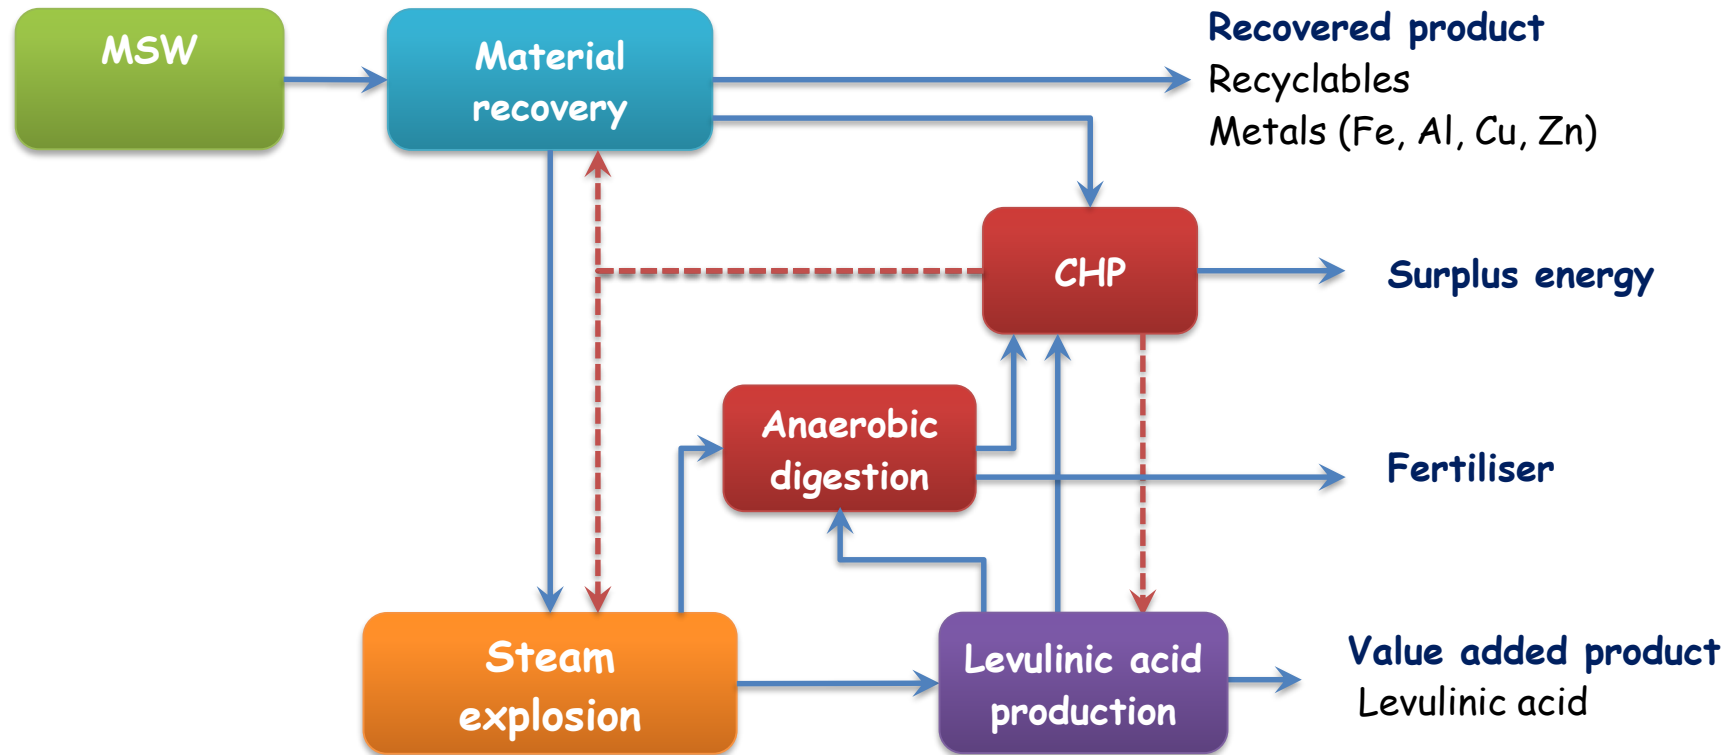 MSW
Material
recovery
Recovered product
Recyclables
Metals (Fe, Al, Cu, Zn)
CHP
Surplus energy
Anaerobic
digestion
Fertiliser
Steam
explosion
Levulinic acid
production
Value added product
Levulinic acid